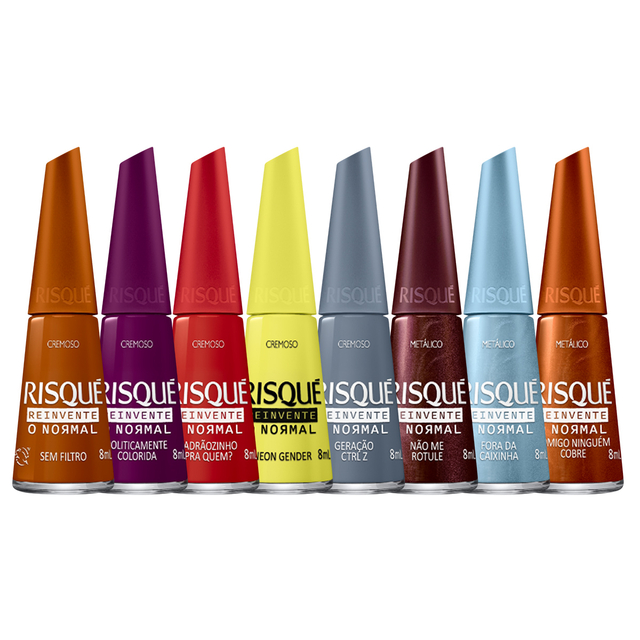 RISQUÉ
CREMOSO
RISQUÉ
REINVENTE
O NORMAL
SEM FILTRO
8mL
RISQUÉ
CREMOSO
RISQUÉ
EINVENTE
NORMAL
OLITICAMENTE
COLORIDA
8mL
RISQUÉ
CREMOSO
RISQUÉ
EINVENTE
NORMAL
ADRÃOZINHO
PRA QUEM?
8mL
RISQUÉ
CREMOSO
RISQUÉ
EINVENTE
NORMAL
NEON GENDER
8mL
RISQUÉ
CREMOSO
RISQUÉ
EINVENTE
NORMAL
GERAÇÃO
CTRL Z
8mL
RISQUÉ
METÁLICO
RISQUÉ
EINVENTE
NORMAL
NÃO ME
ROTULE
8mL
RISQUÉ
METÁLICO
RISQUÉ
EINVENTE
NORMAL
FORA DA
CAIXINHA
8mL
RISQUÉ
METÁLICO
RISQUÉ
EINVENTE
NORMAL
MIGO NINGUÉM
COBRE
8mL